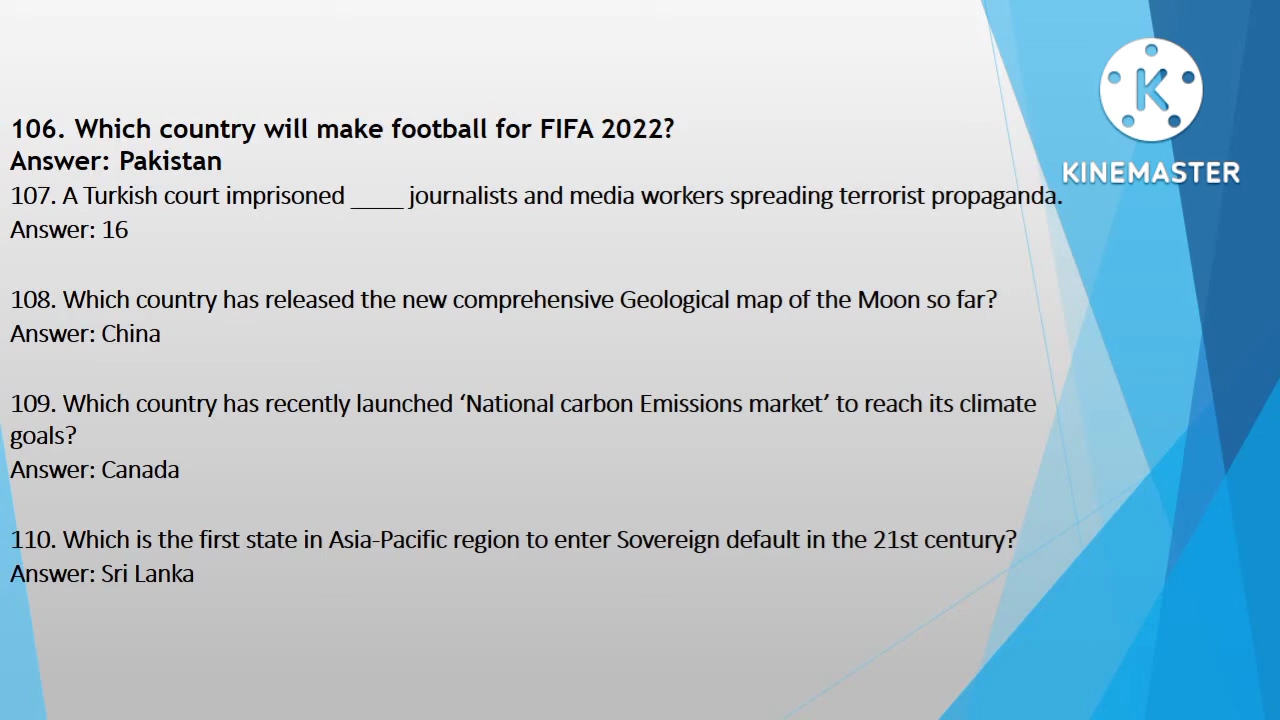 106. Which country will make football for FIFA 2022?
Answer: Pakistan
107. A Turkish court imprisoned ____ journalists and media workers spreading terrorist propaganda.
Answer: 16
108. Which country has released the new comprehensive Geological map of the Moon so far?
Answer: China
109. Which country has recently launched ‘National carbon Emissions market’ to reach its climate
goals?
Answer: Canada
110. Which is the first state in Asia-Pacific region to enter Sovereign default in the 21st century?
Answer: Sri Lanka
K
KINEMASTER